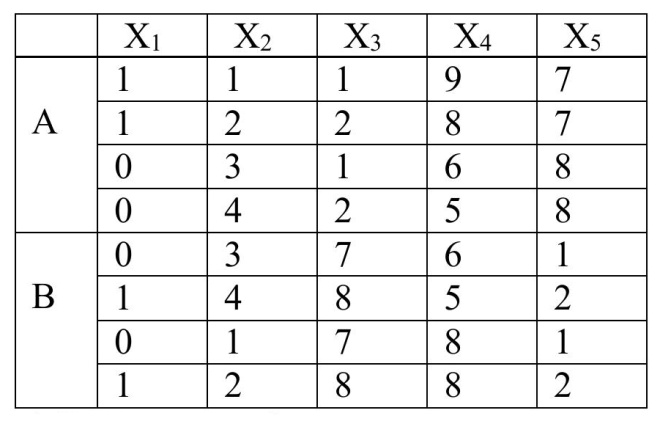 X₁ X₂ X₃ X₄ X₅
1 1 1 9 7
A 1 2 2 8 7
0 3 1 6 8
0 4 2 5 8
0 3 7 6 1
B 1 4 8 5 2
0 1 7 8 1
1 2 8 8 2